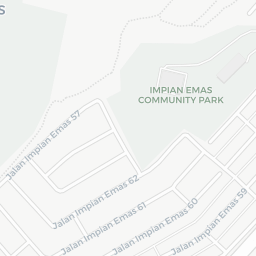 S
IMPIAN EMAS
COMMUNITY PARK
Jalan Impian Emas 57
Jalan Impian Emas 62
Jalan Impian Emas 61
Jalan Impian Emas 60
Jalan Impian Emas 59